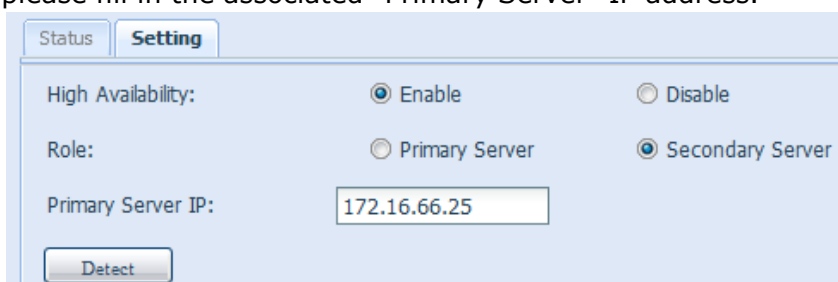 please fill in the associated "Primary Server" IP address.
Status Setting
High Availability: Enable Disable
Role: Primary Server Secondary Server
Primary Server IP: 172.16.66.25
Detect